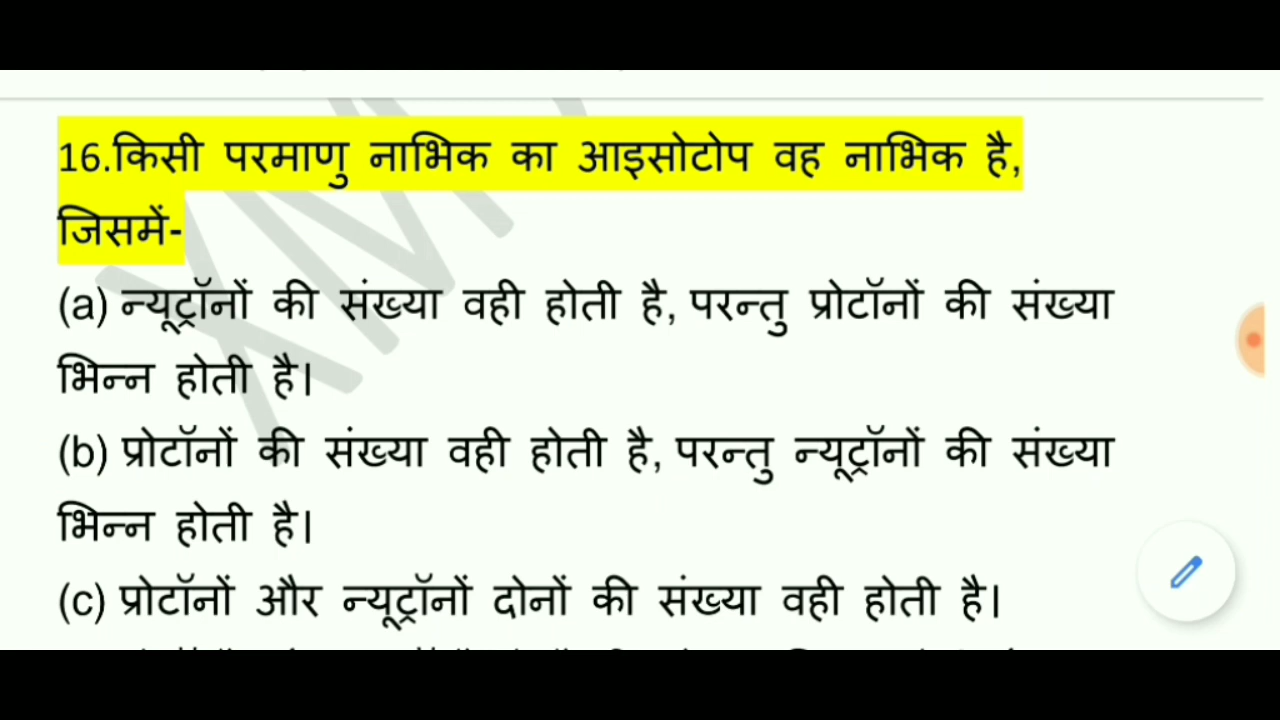 16.किसी परमाणु नाभिक का आइसोटोप वह नाभिक है,
जिसमें-
(a) न्यूट्रॉनों की संख्या वही होती है, परन्तु प्रोटॉनों की संख्या
भिन्न होती है।
(b) प्रोटॉनों की संख्या वही होती है, परन्तु न्यूट्रॉनों की संख्या
भिन्न होती है।
(c) प्रोटॉनों और न्यूट्रॉनों दोनों की संख्या वही होती है।